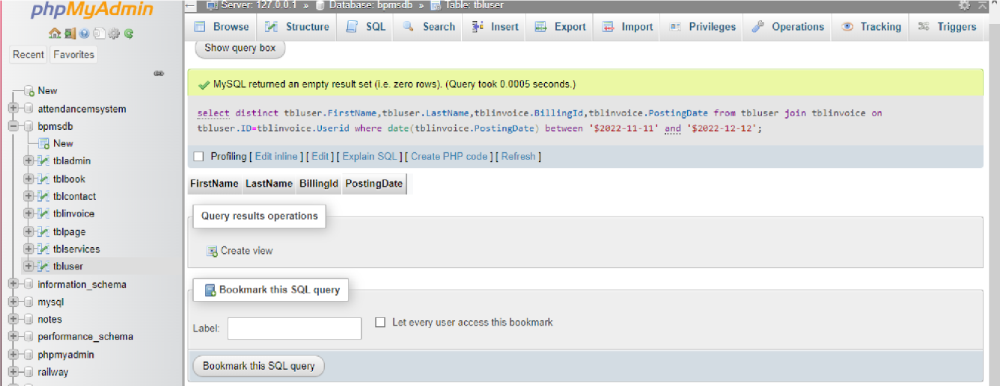 phpMyAdmin
Recent Favorites
New
attendancemsystem
bpmsdb
New
tbladmin
tblbook
tblcontact
tblinvoice
tblpage
tblservices
tbluser
information_schema
mysql
notes
performance_schema
phpmyadmin
railway
Server: 127.0.0.1 » Database: bpmsdb » Table: tbluser
Browse Structure SQL Search Insert Export Import Privileges Operations Tracking Triggers
Show query box
MySQL returned an empty result set (i.e. zero rows). (Query took 0.0005 seconds.)
select distinct tbluser.FirstName,tbluser.LastName,tblinvoice.BillingId,tblinvoice.PostingDate from tbluser join tblinvoice on
tbluser.ID=tblinvoice.Userid where date(tblinvoice.PostingDate) between '$2022-11-11' and '$2022-12-12';
Profiling [ Edit inline ] [ Edit ] [ Explain SQL ] [ Create PHP code ] [ Refresh ]
FirstName LastName BillingId PostingDate
Query results operations
Create view
Bookmark this SQL query
Label: Let every user access this bookmark
Bookmark this SQL query